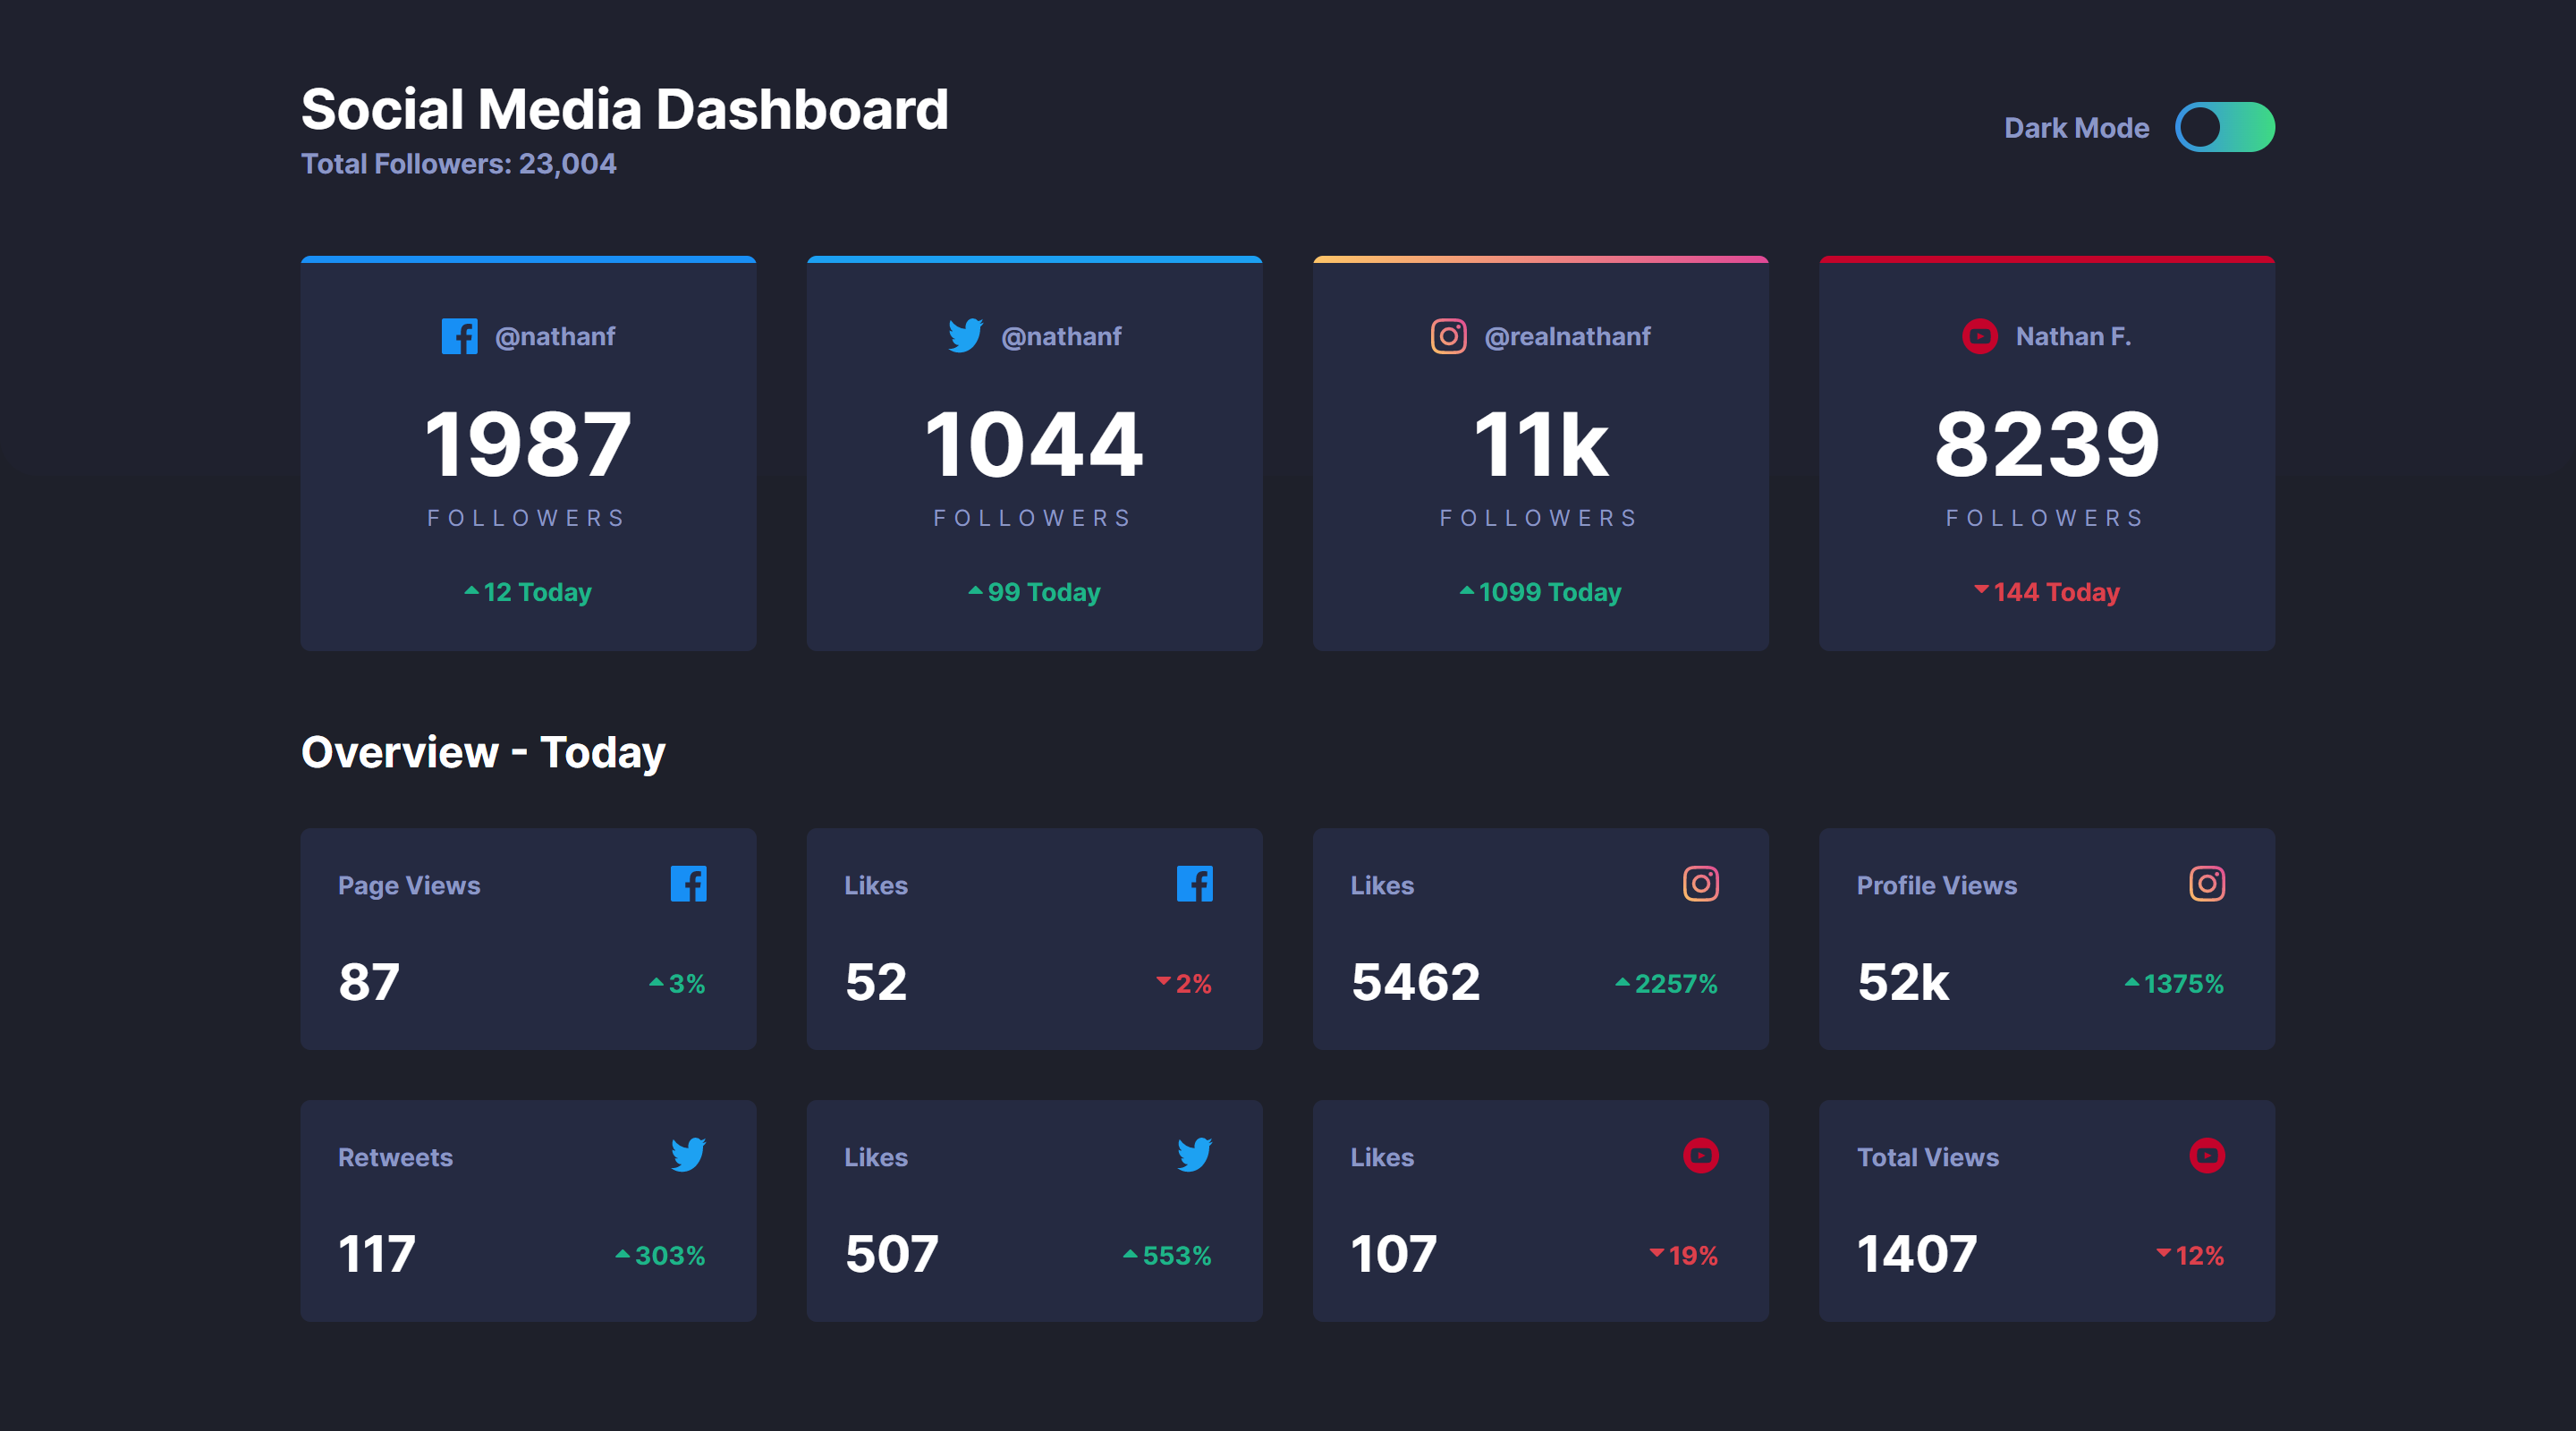 Social Media Dashboard
Total Followers: 23,004
Dark Mode
@nathanf
1987
FOLLOWERS
12 Today
@nathanf
1044
FOLLOWERS
99 Today
@realnathanf
11k
FOLLOWERS
1099 Today
Nathan F.
8239
FOLLOWERS
144 Today
Overview - Today
Page Views
87
3%
Likes
52
2%
Likes
5462
2257%
Profile Views
52k
1375%
Retweets
117
303%
Likes
507
553%
Likes
107
19%
Total Views
1407
12%